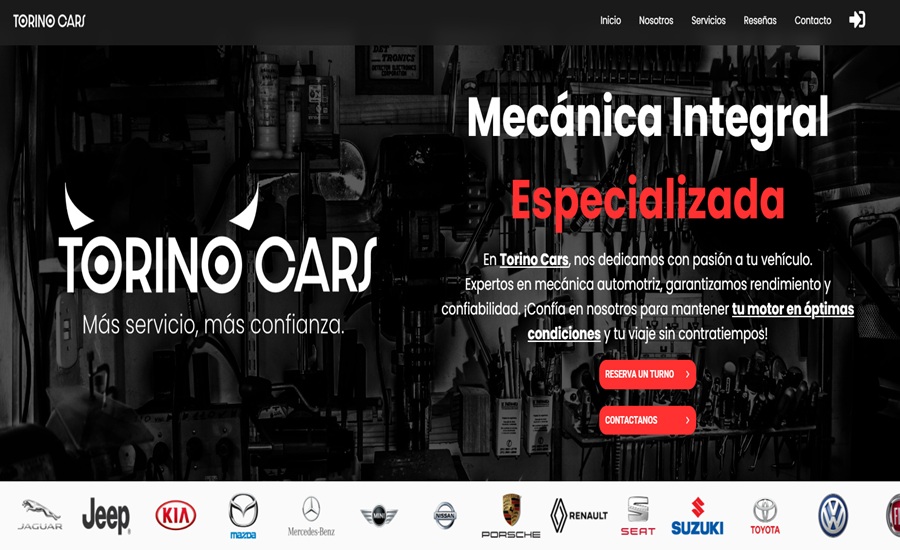 TORINO CARS
Inicio Nosotros Servicios Reseñas Contacto
Mecánica Integral
Especializada
TORINO CARS
Más servicio, más confianza.
En Torino Cars, nos dedicamos con pasión a tu vehículo.
Expertos en mecánica automotriz, garantizamos rendimiento y
confiabilidad. ¡Confía en nosotros para mantener tu motor en óptimas
condiciones y tu viaje sin contratiempos!
RESERVA UN TURNO
CONTACTANOS
JAGUAR Jeep KIA mazda Mercedes-Benz MINI NISSAN PORSCHE RENAULT SEAT SUZUKI TOYOTA